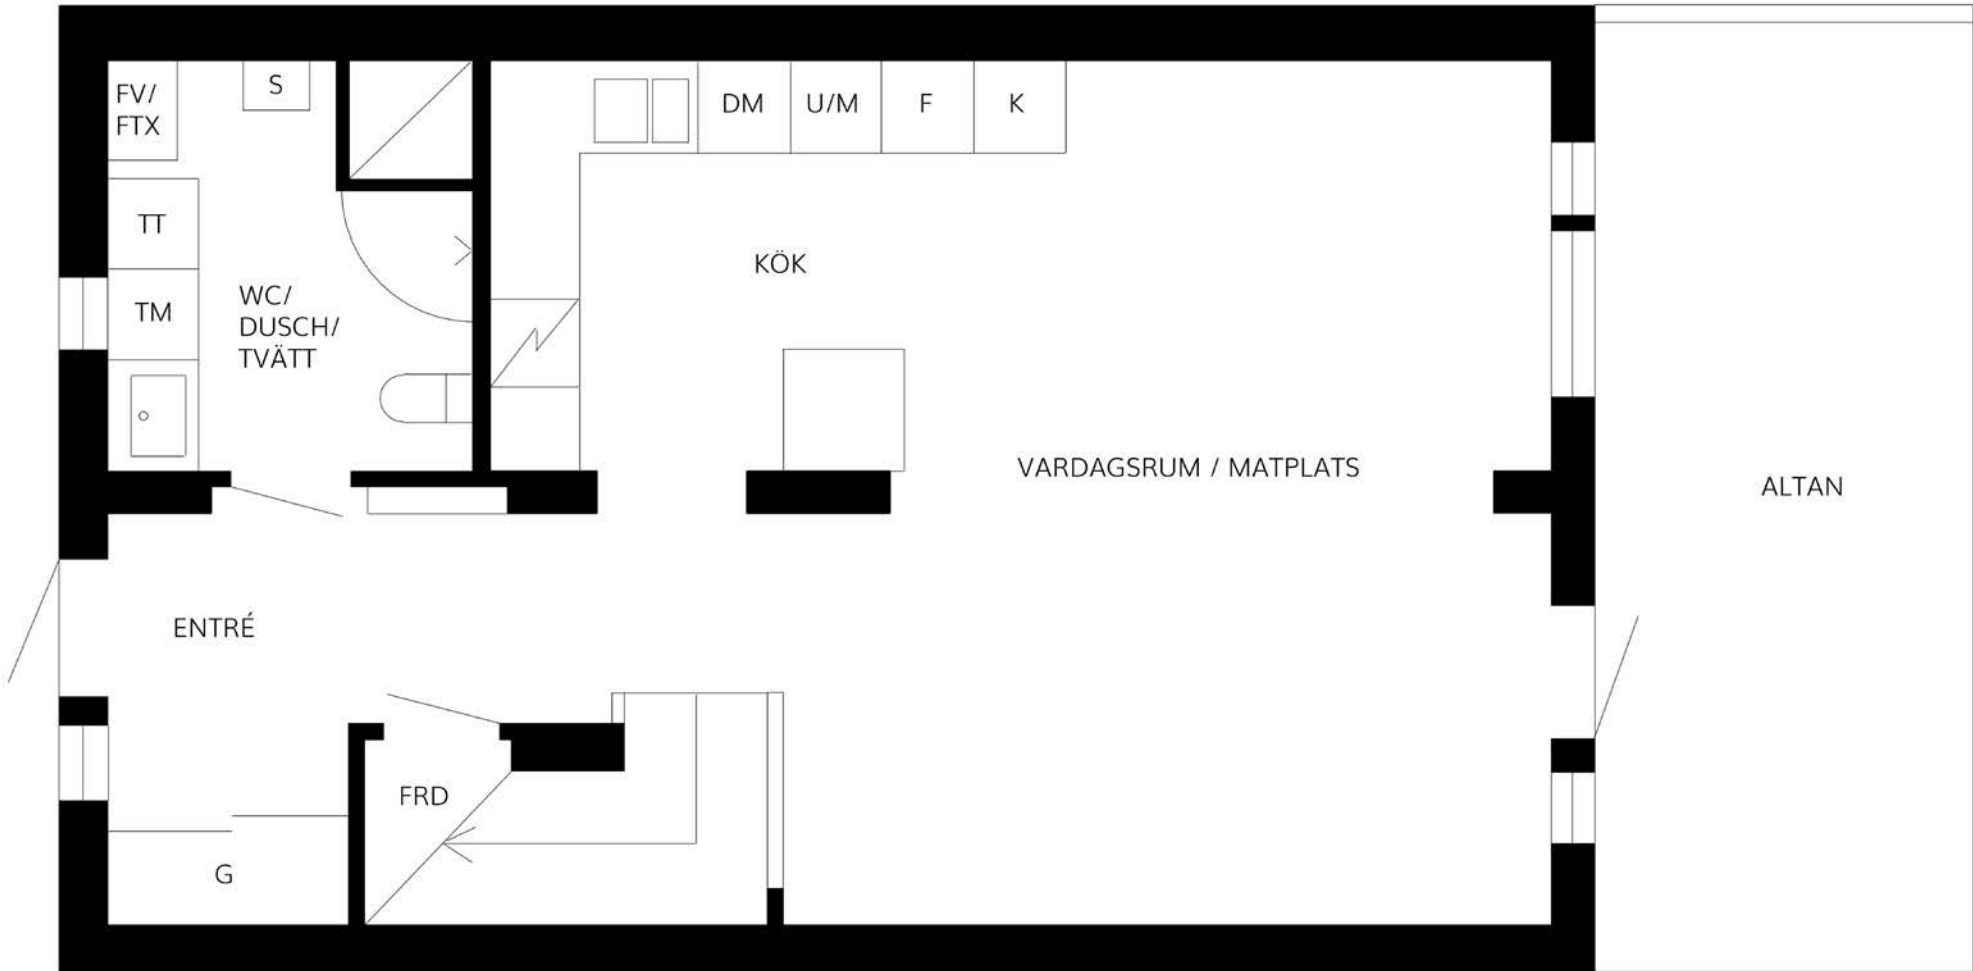 FV/
FTX
S
DM
U/M
F
K
TT
TM
WC/
DUSCH/
TVÄTT
KÖK
VARDAGSRUM / MATPLATS
ALTAN
ENTRÉ
FRD
G